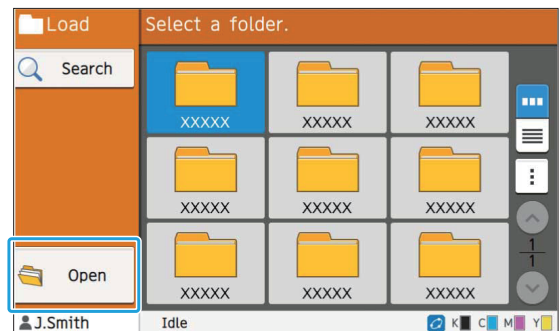 Load
Select a folder.
Search
XXXXX XXXXX XXXXX
XXXXX XXXXX XXXXX
XXXXX XXXXX XXXXX
1
1
Open
J.Smith
Idle
K C M Y